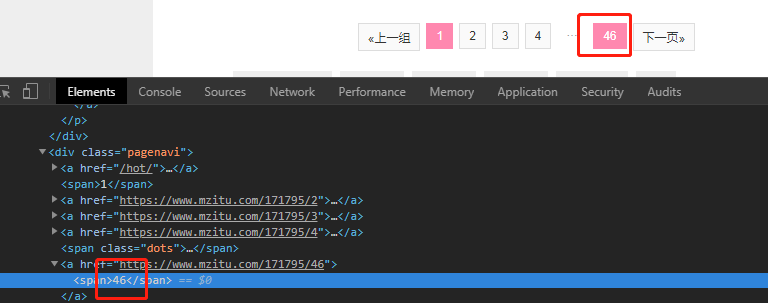 «上一组 1 2 3 4 … 46 下一页»
Elements Console Sources Network Performance Memory Application Security Audits
</a>
</p>
</div>
▼<div class="pagenavi">
▶<a href="/hot/">…</a>
<span>1</span>
▶<a href="https://www.mzitu.com/171795/2">…</a>
▶<a href="https://www.mzitu.com/171795/3">…</a>
▶<a href="https://www.mzitu.com/171795/4">…</a>
<span class="dots">…</span>
▼<a href="https://www.mzitu.com/171795/46">
<span>46</span> == $0
</a>